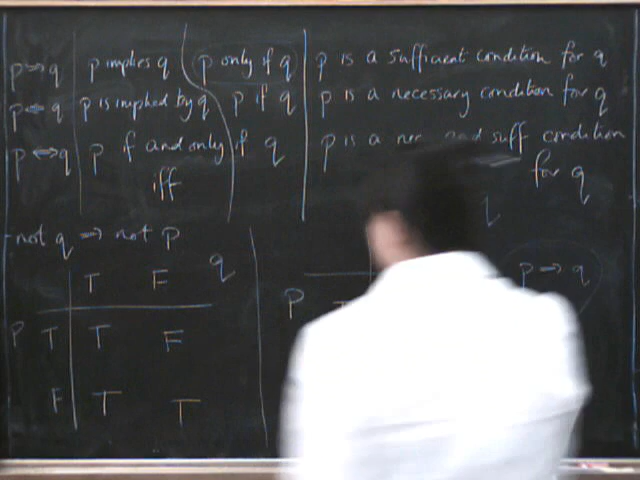 p ⇒ q p implies q p only if q p is a sufficient condition for q
p ⇐ q p is implied by q p if q p is a necessary condition for q
p ⇔ q p if and only if q p is a nec and suff condition
iff for q
not q ⇒ not p
q
T F q
p ⇒ q
P
P T T F
F T T